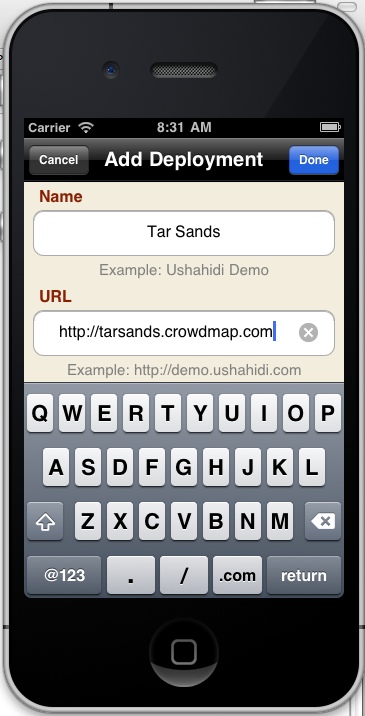 Carrier 8:31 AM
Cancel Add Deployment Done
Name
Tar Sands
Example: Ushahidi Demo
URL
http://tarsands.crowdmap.com
Example: http://demo.ushahidi.com
Q W E R T Y U I O P
A S D F G H J K L
Z X C V B N M
@123 . / .com return